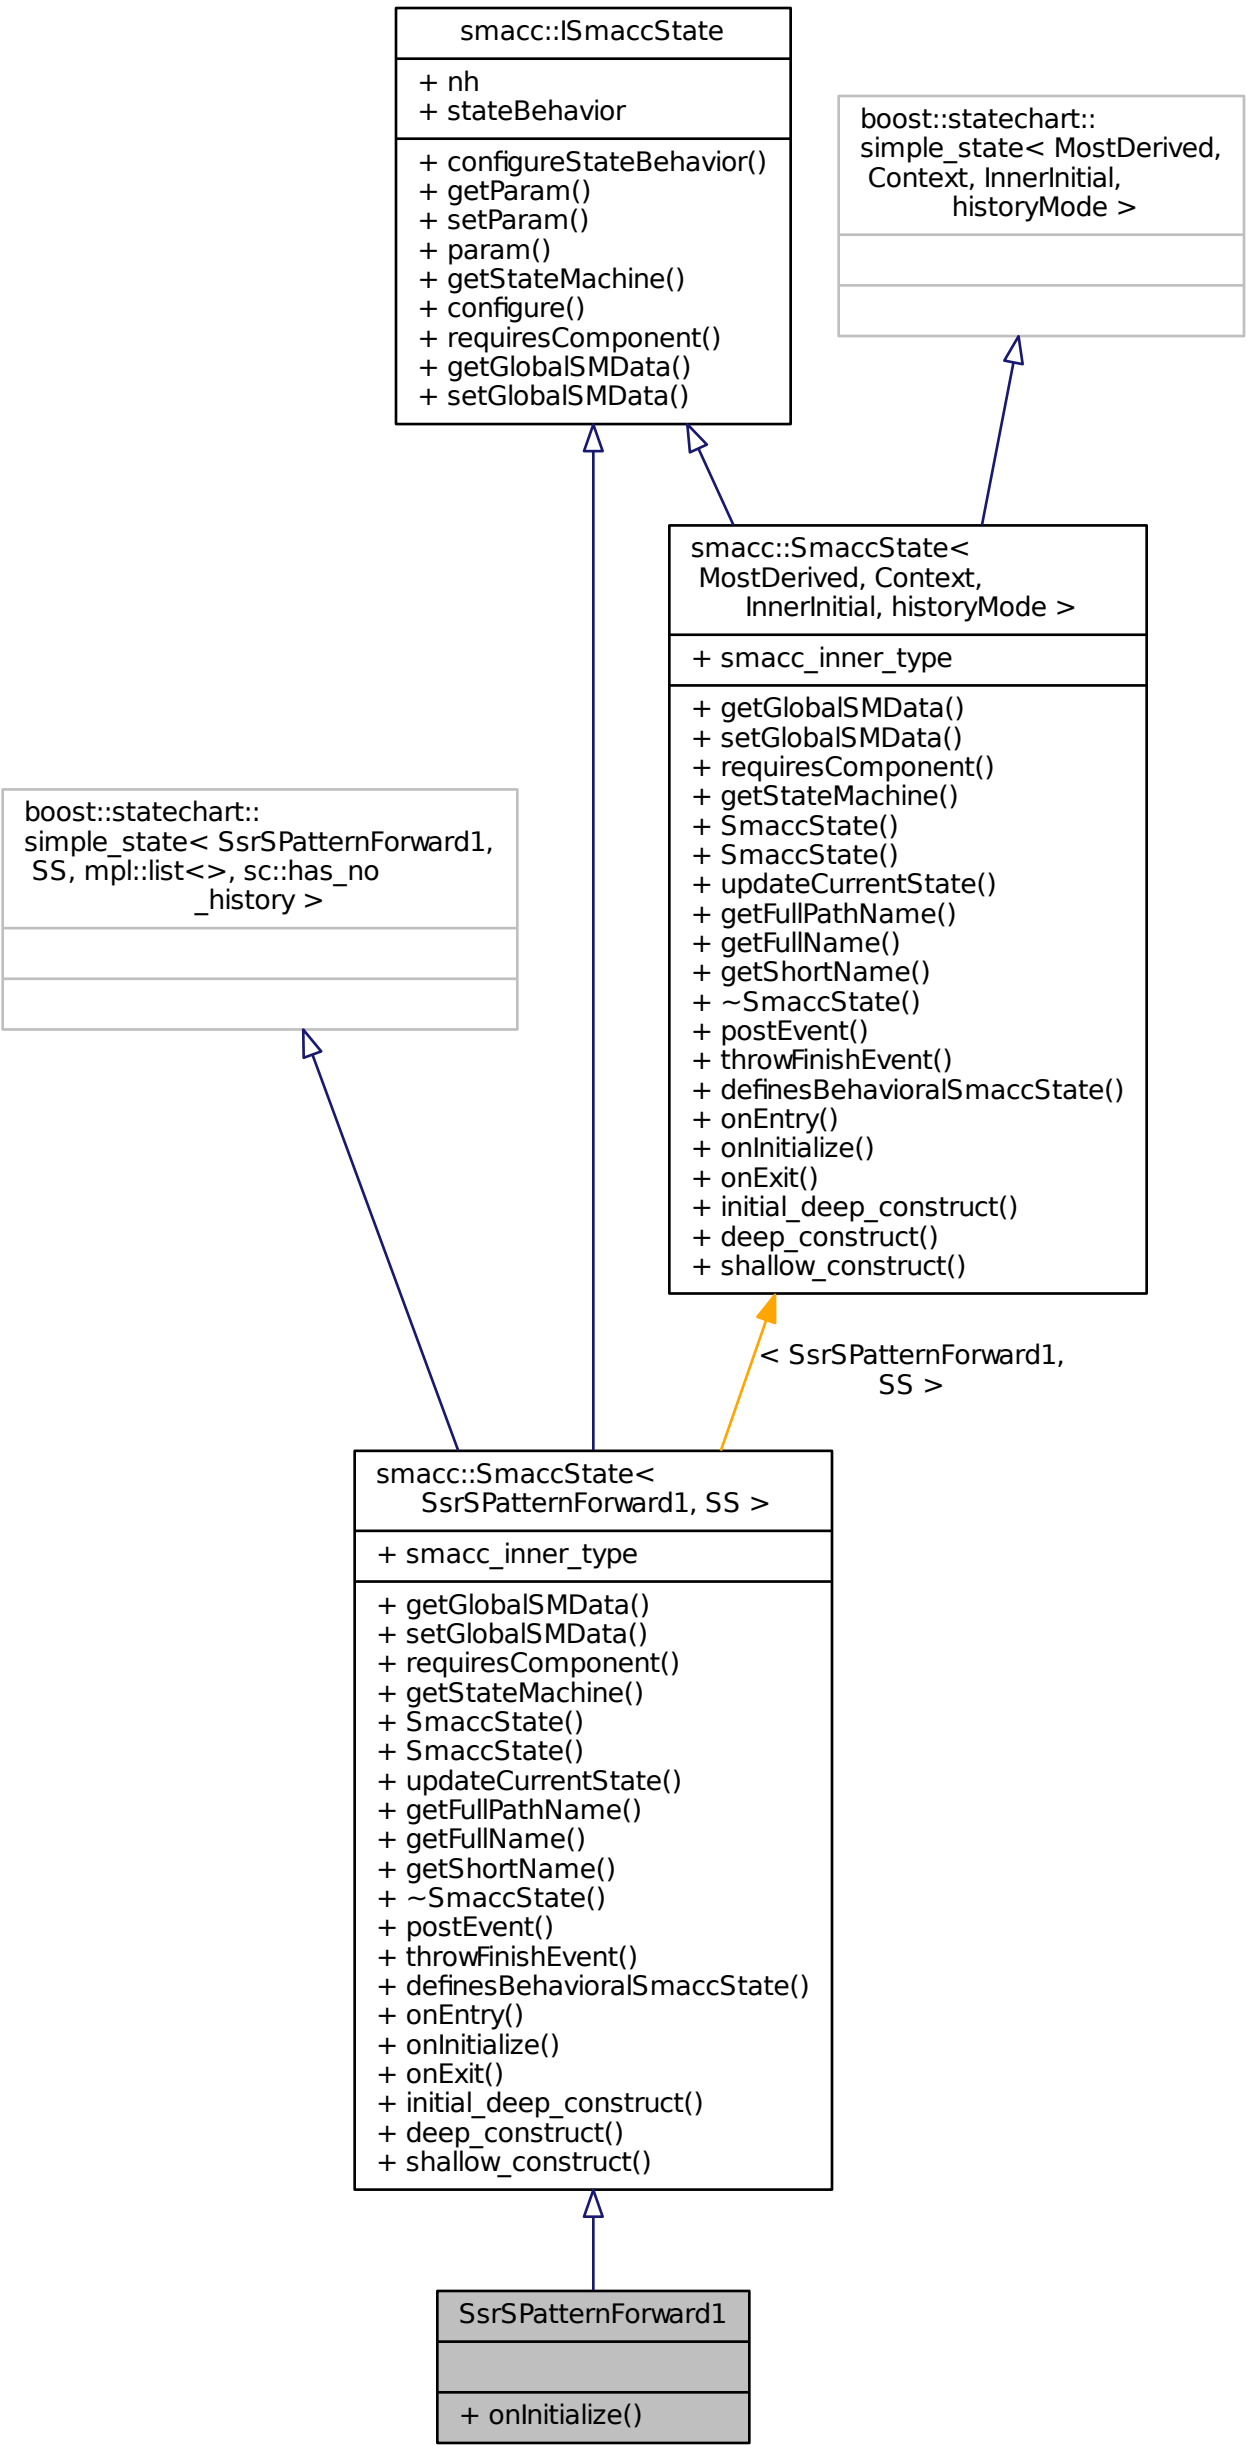 smacc::ISmaccState
+ nh
+ stateBehavior
+ configureStateBehavior()
+ getParam()
+ setParam()
+ param()
+ getStateMachine()
+ configure()
+ requiresComponent()
+ getGlobalSMData()
+ setGlobalSMData()
boost::statechart::
simple_state< MostDerived,
Context, InnerInitial,
historyMode >
smacc::SmaccState<
MostDerived, Context,
InnerInitial, historyMode >
+ smacc_inner_type
+ getGlobalSMData()
+ setGlobalSMData()
+ requiresComponent()
+ getStateMachine()
+ SmaccState()
+ SmaccState()
+ updateCurrentState()
+ getFullPathName()
+ getFullName()
+ getShortName()
+ ~SmaccState()
+ postEvent()
+ throwFinishEvent()
+ definesBehavioralSmaccState()
+ onEntry()
+ onInitialize()
+ onExit()
+ initial_deep_construct()
+ deep_construct()
+ shallow_construct()
boost::statechart::
simple_state< SsrSPatternForward1,
SS, mpl::list<>, sc::has_no
_history >
< SsrSPatternForward1,
SS >
smacc::SmaccState<
SsrSPatternForward1, SS >
+ smacc_inner_type
+ getGlobalSMData()
+ setGlobalSMData()
+ requiresComponent()
+ getStateMachine()
+ SmaccState()
+ SmaccState()
+ updateCurrentState()
+ getFullPathName()
+ getFullName()
+ getShortName()
+ ~SmaccState()
+ postEvent()
+ throwFinishEvent()
+ definesBehavioralSmaccState()
+ onEntry()
+ onInitialize()
+ onExit()
+ initial_deep_construct()
+ deep_construct()
+ shallow_construct()
SsrSPatternForward1
+ onInitialize()